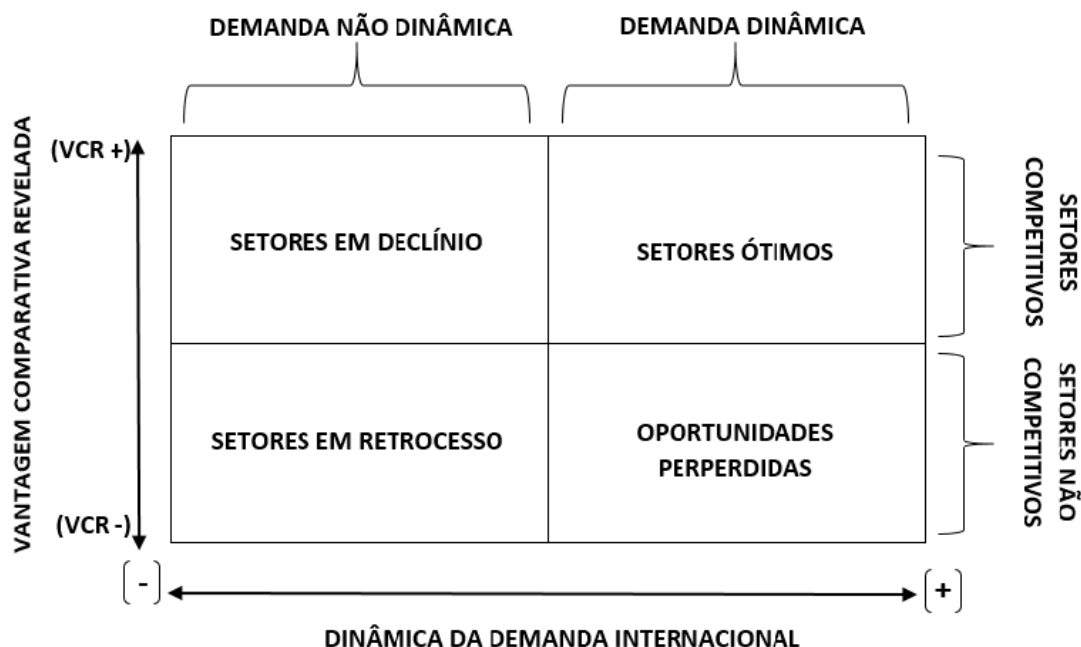 DEMANDA NÃO DINÂMICA
DEMANDA DINÂMICA
VANTAGEM COMPARATIVA REVELADA
(VCR +)
(VCR -)
SETORES EM DECLÍNIO
SETORES ÓTIMOS
SETORES EM RETROCESSO
OPORTUNIDADES
PERPERDIDAS
SETORES
COMPETITIVOS
SETORES NÃO
COMPETITIVOS
-
+
DINÂMICA DA DEMANDA INTERNACIONAL